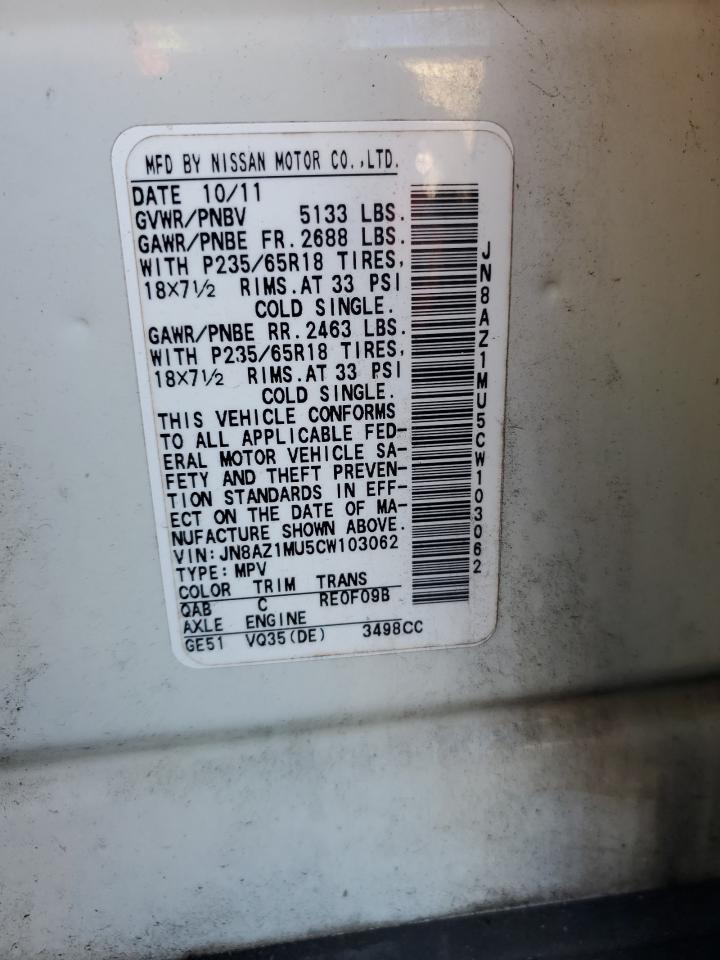 MFD BY NISSAN MOTOR CO.,LTD.
DATE 10/11
GVWR/PNBV 5133 LBS.
GAWR/PNBE FR.2688 LBS.
WITH P235/65R18 TIRES,
18X7½ RIMS.AT 33 PSI
COLD SINGLE.
GAWR/PNBE RR.2463 LBS.
WITH P235/65R18 TIRES,
18X7½ RIMS.AT 33 PSI
COLD SINGLE.
THIS VEHICLE CONFORMS
TO ALL APPLICABLE FED-
ERAL MOTOR VEHICLE SA-
FETY AND THEFT PREVEN-
TION STANDARDS IN EFF-
ECT ON THE DATE OF MA-
NUFACTURE SHOWN ABOVE.
VIN:JN8AZ1MU5CW103062
TYPE:MPV
COLOR TRIM TRANS
QAB C RE0F09B
AXLE ENGINE
GE51 VQ35(DE) 3498CC
JN8AZ1MU5CW103062